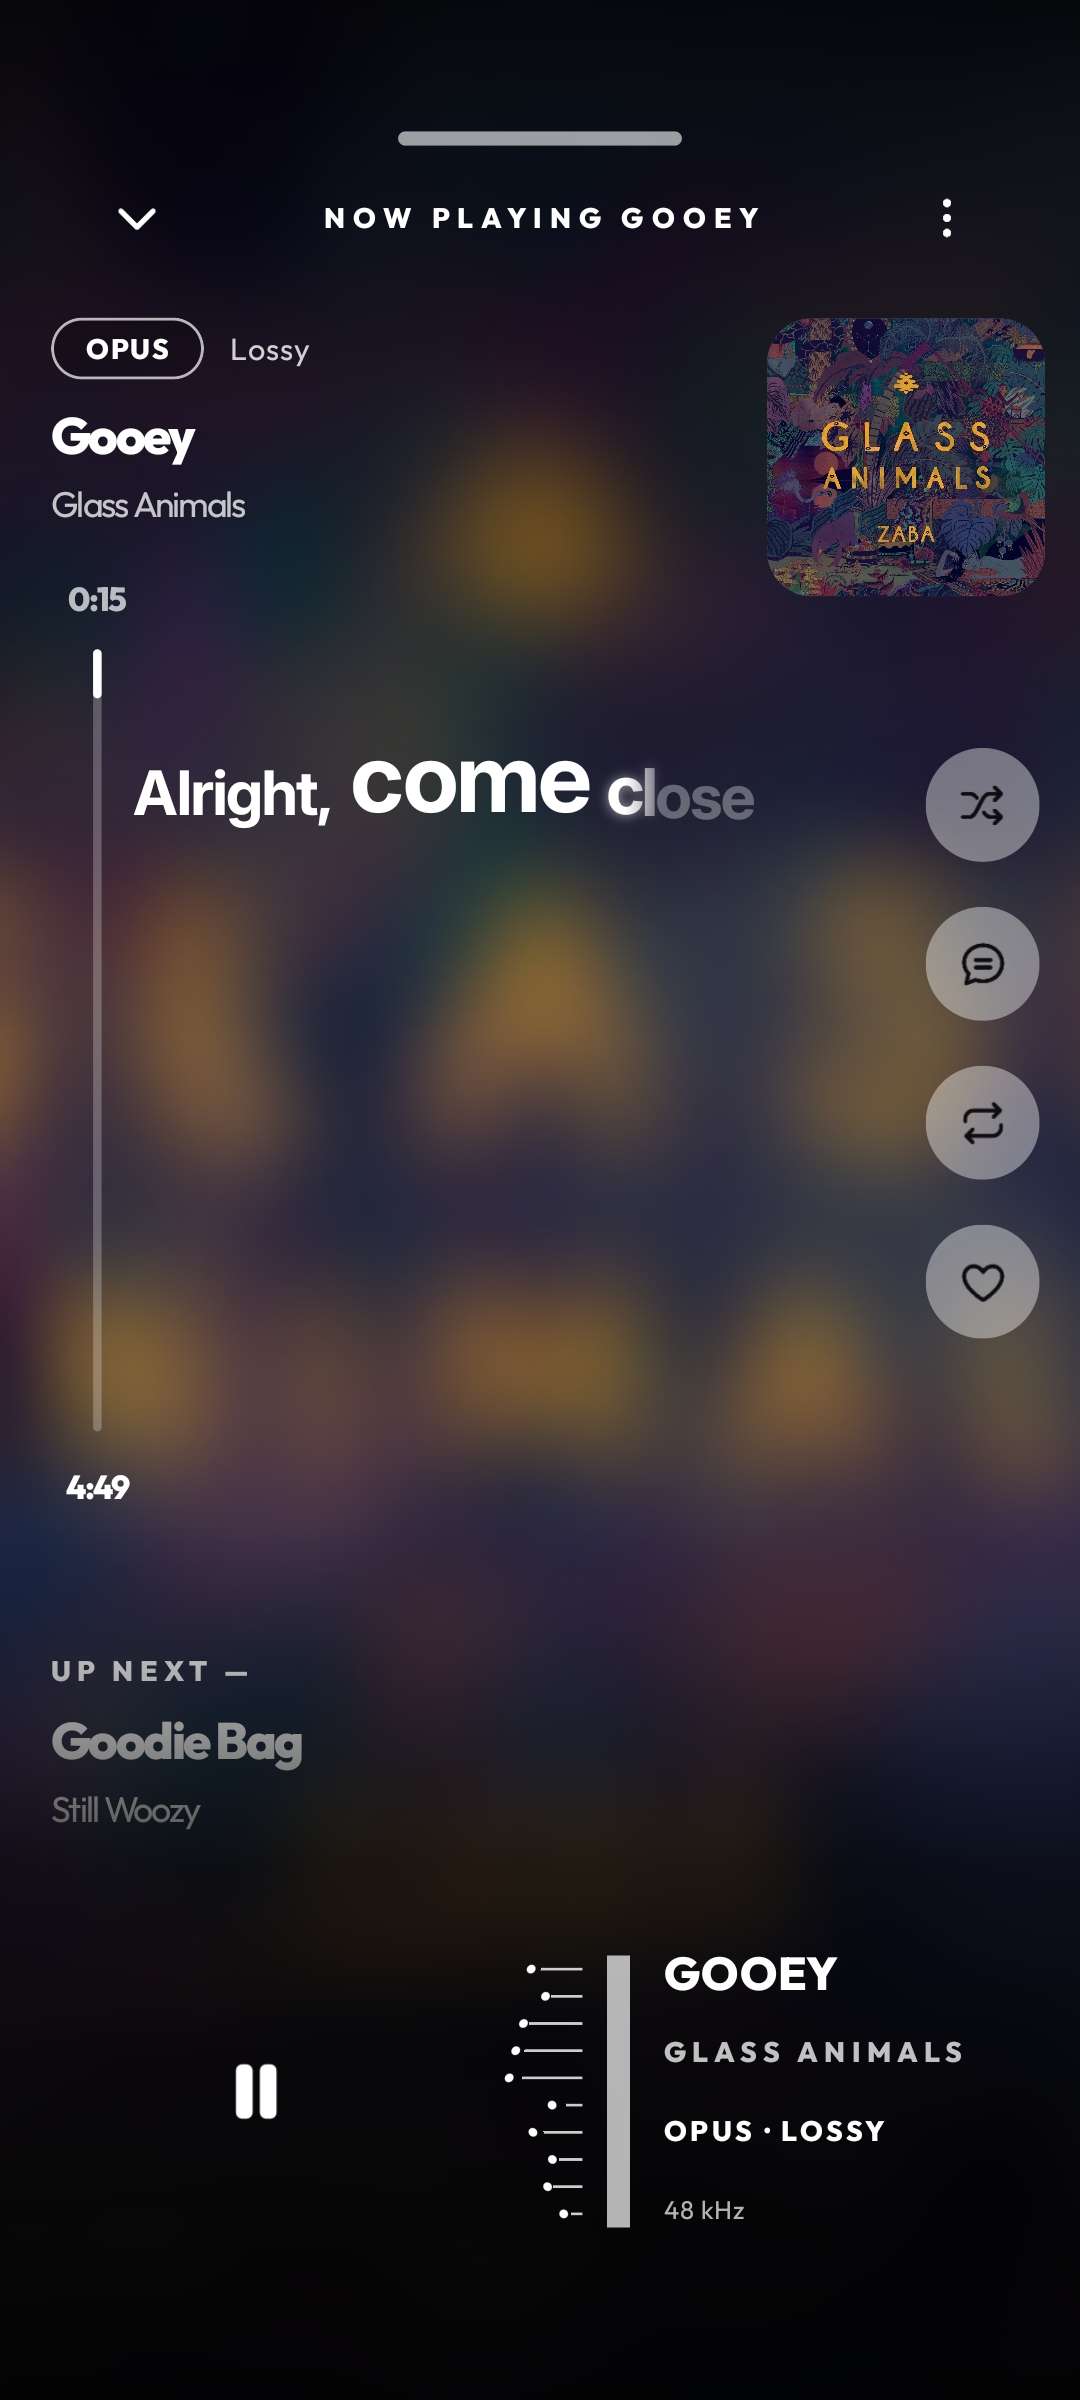 NOW PLAYING GOOEY
OPUS Lossy
Gooey
Glass Animals
GLASS
ANIMALS
ZABA
0:15
Alright, come close
4:49
UP NEXT —
Goodie Bag
Still Woozy
GOOEY
GLASS ANIMALS
OPUS · LOSSY
48 kHz